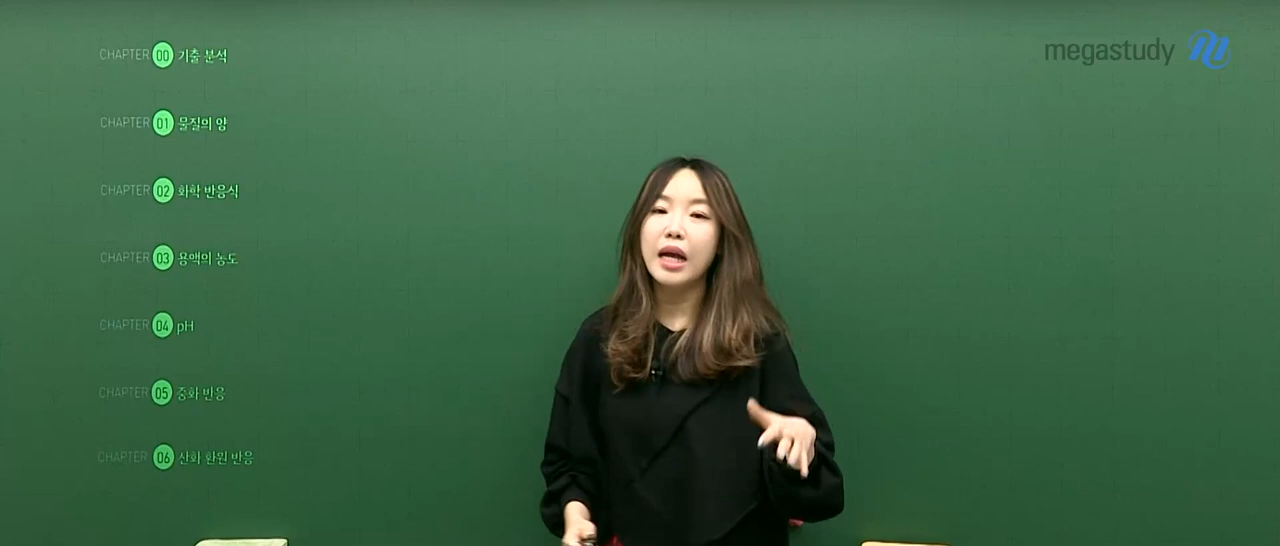 CHAPTER 00 기출 분석
megastudy
CHAPTER 01 물질의 양
CHAPTER 02 화학 반응식
CHAPTER 03 용액의 농도
CHAPTER 04 pH
CHAPTER 05 중화 반응
CHAPTER 06 산화 환원 반응